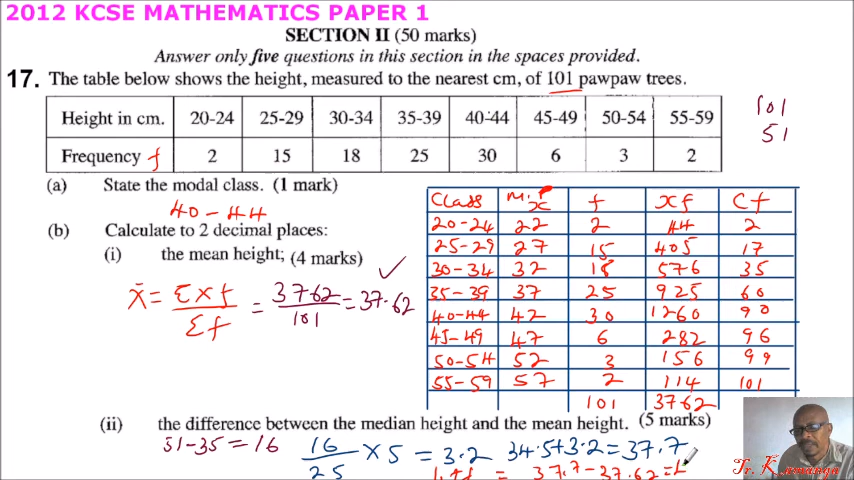 2012 KCSE MATHEMATICS PAPER 1
SECTION II (50 marks)
Answer only five questions in this section in the spaces provided.
17. The table below shows the height, measured to the nearest cm, of 101 pawpaw trees.
101
51
Height in cm. 20-24 25-29 30-34 35-39 40-44 45-49 50-54 55-59
Frequency f 2 15 18 25 30 6 3 2
(a) State the modal class. (1 mark)
40-44
(b) Calculate to 2 decimal places:
(i) the mean height; (4 marks)
x̄ = Σxf / Σf = 3762 / 101 = 37.62 ✓
Class M.P x f xf Cf
20-24 22 2 44 2
25-29 27 15 405 17
30-34 32 18 576 35
35-39 37 25 925 60
40-44 42 30 1260 90
45-49 47 6 282 96
50-54 52 3 156 99
55-59 57 2 114 101
101 3762
(ii) the difference between the median height and the mean height. (5 marks)
51-35=16 16/25 × 5 = 3.2 34.5+3.2=37.7
= 37.7-37.62=
Tr. K